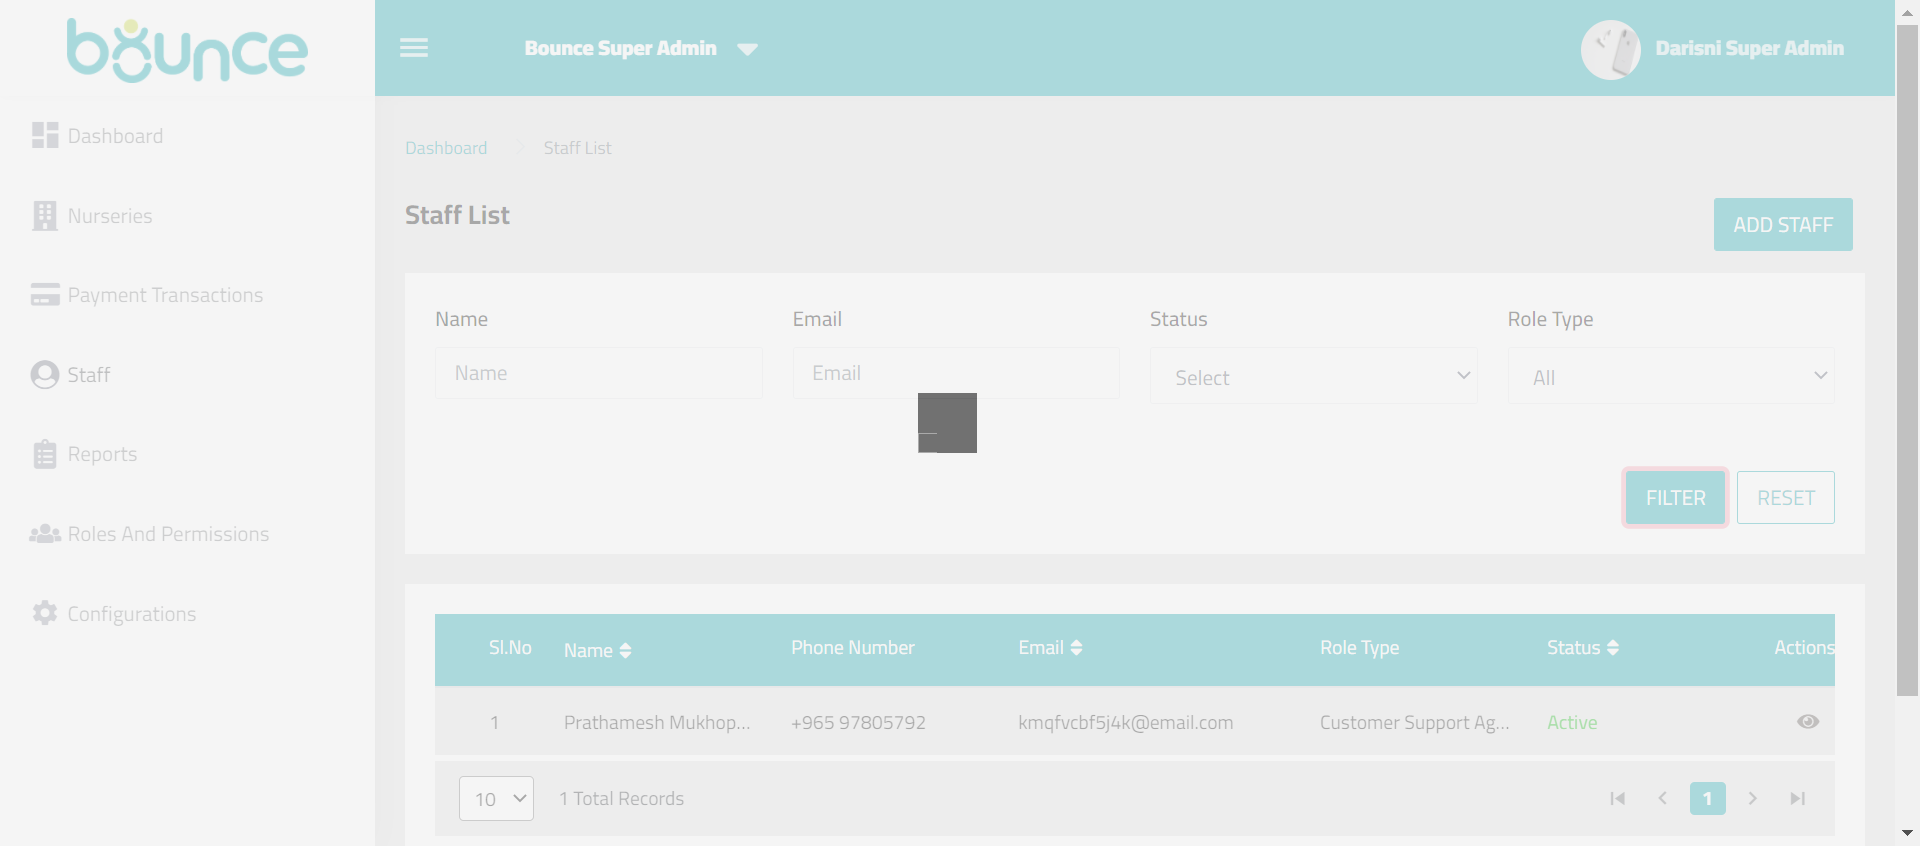 bounce
Bounce Super Admin
Darisni Super Admin
Dashboard
Nurseries
Payment Transactions
Staff
Reports
Roles And Permissions
Configurations
Dashboard
Staff List
Staff List
ADD STAFF
Name
Email
Status
Role Type
Name
Email
Select
All
FILTER
RESET
Sl.No
Name
Phone Number
Email
Role Type
Status
Actions
1
Prathamesh Mukhop...
+965 97805792
kmqfvcbf5j4k@email.com
Customer Support Ag...
Active
10
1 Total Records
1